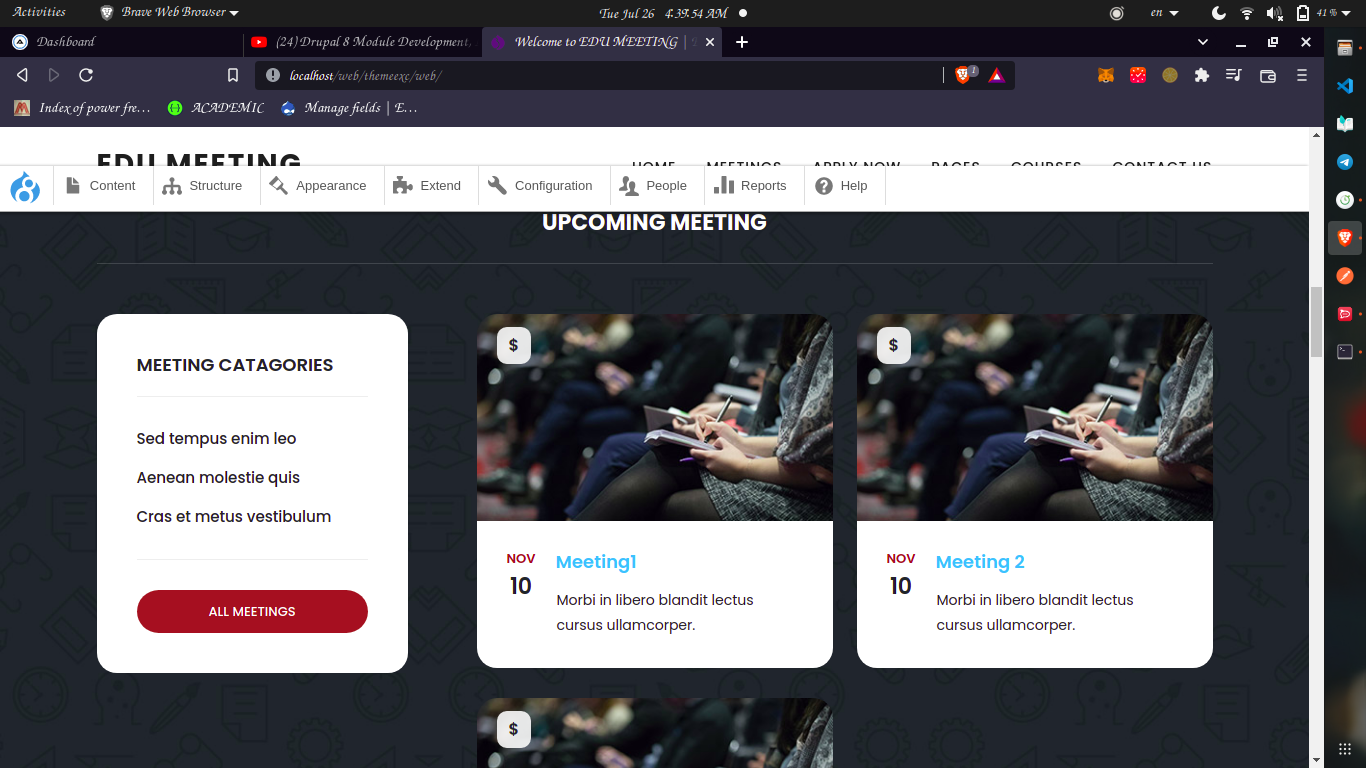 Activities
Brave Web Browser
Tue Jul 26 4:39:54 AM
en
41 %
Dashboard
(24) Drupal 8 Module Development,
Welcome to EDU MEETING |
localhost/web/themeexc/web/
1
Index of power fre…
ACADEMIC
Manage fields | E…
EDU MEETING
HOME
MEETINGS
APPLY NOW
PAGES
COURSES
CONTACT US
Content
Structure
Appearance
Extend
Configuration
People
Reports
Help
UPCOMING MEETING
MEETING CATAGORIES
Sed tempus enim leo
Aenean molestie quis
Cras et metus vestibulum
ALL MEETINGS
$
NOV
10
Meeting1
Morbi in libero blandit lectus
cursus ullamcorper.
$
NOV
10
Meeting 2
Morbi in libero blandit lectus
cursus ullamcorper.
$